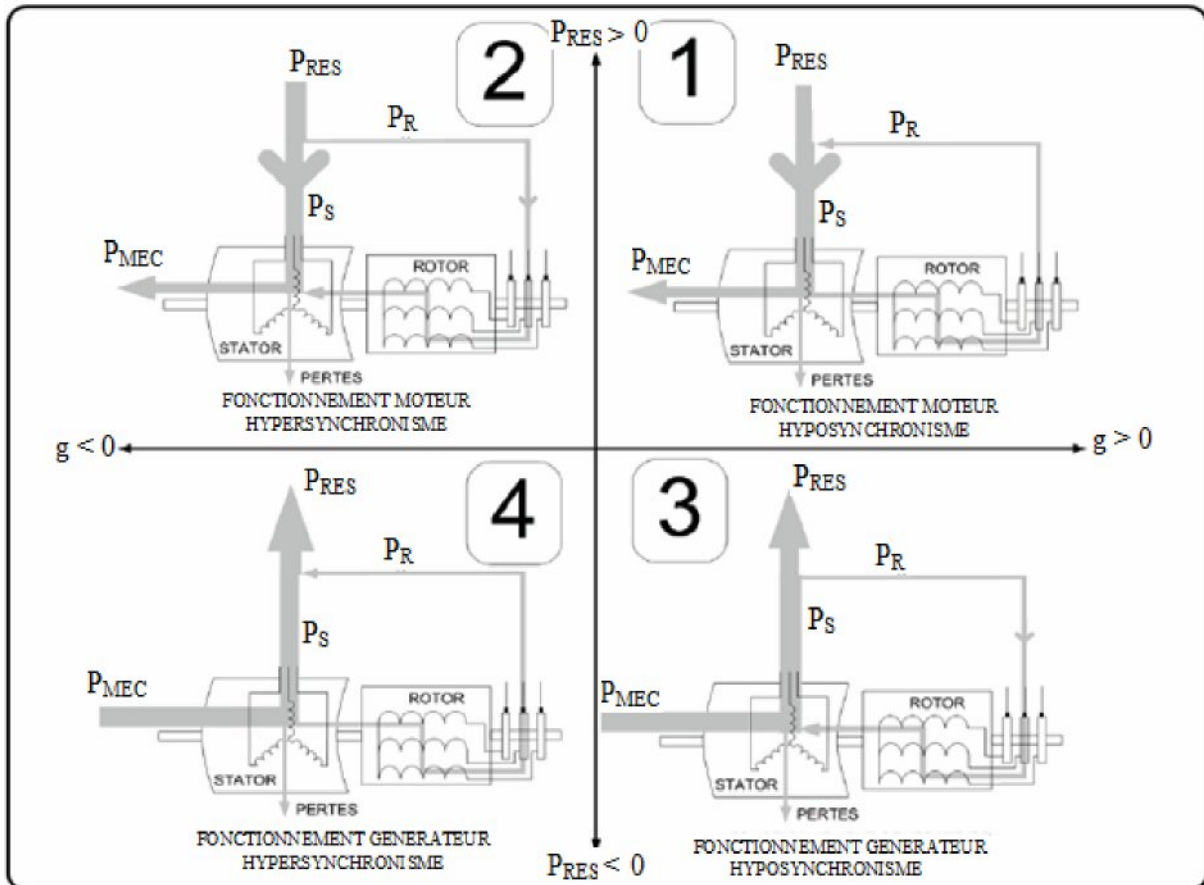 P_RES > 0
2
P_RES
P_R
P_S
P_MEC
ROTOR
STATOR
PERTES
FONCTIONNEMENT MOTEUR
HYPERSYNCHRONISME
1
P_RES
P_R
P_S
P_MEC
ROTOR
STATOR
PERTES
FONCTIONNEMENT MOTEUR
HYPOSYNCHRONISME
g < 0
g > 0
4
P_RES
P_R
P_S
P_MEC
ROTOR
STATOR
PERTES
FONCTIONNEMENT GENERATEUR
HYPERSYNCHRONISME
3
P_RES
P_R
P_S
P_MEC
ROTOR
STATOR
PERTES
FONCTIONNEMENT GENERATEUR
HYPOSYNCHRONISME
P_RES < 0